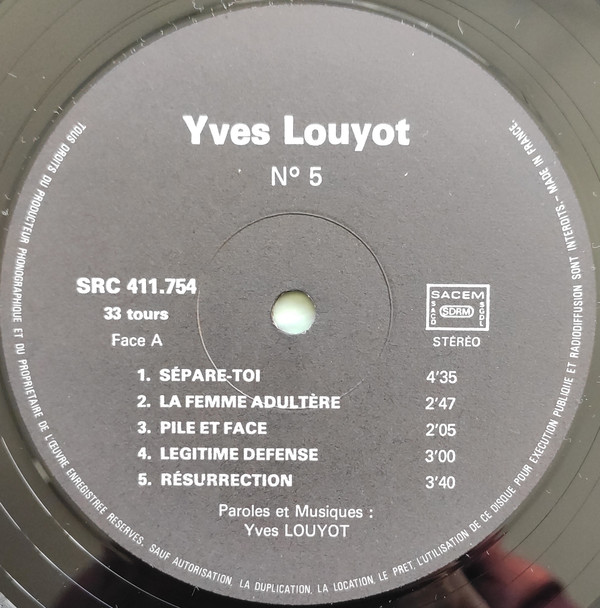 Yves Louyot
Nº 5
SRC 411.754
33 tours
Face A
SACEM
SACD
SDRM
SGDL
STÉRÉO
1. SÉPARE-TOI 4'35
2. LA FEMME ADULTÈRE 2'47
3. PILE ET FACE 2'05
4. LEGITIME DEFENSE 3'00
5. RÉSURRECTION 3'40
Paroles et Musiques :
Yves LOUYOT
TOUS DROITS DU PRODUCTEUR PHONOGRAPHIQUE ET DU PROPRIETAIRE DE L'ŒUVRE ENREGISTREE RESERVES. SAUF AUTORISATION, LA DUPLICATION, LA LOCATION, LE PRET, L'UTILISATION DE CE DISQUE POUR EXECUTION PUBLIQUE ET RADIODIFFUSION SONT INTERDITS. - MADE IN FRANCE.